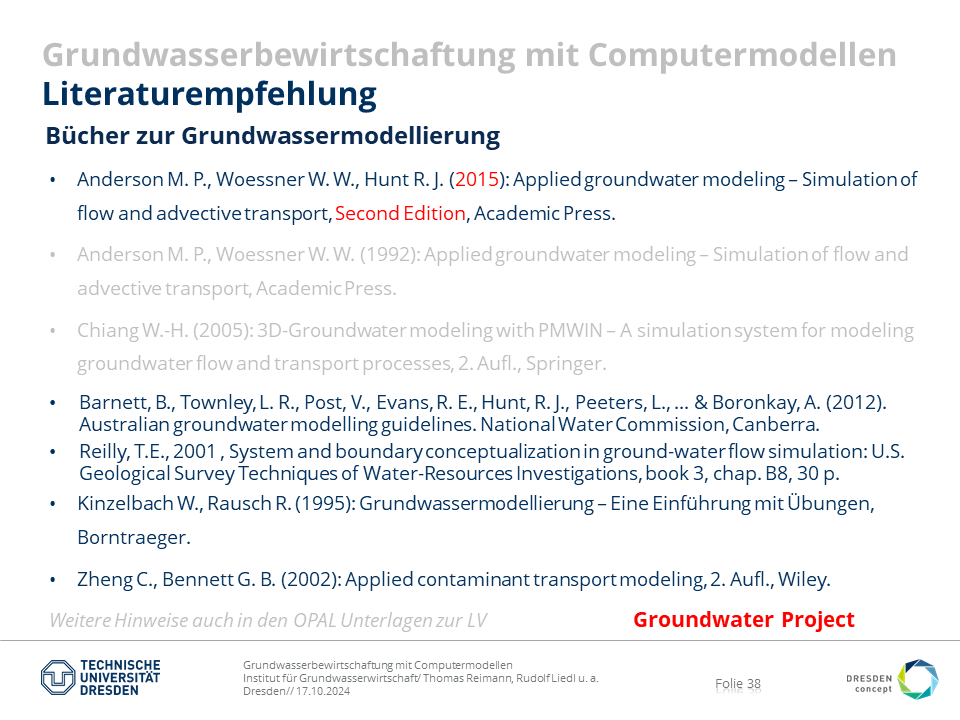 Grundwasserbewirtschaftung mit Computermodellen
Literaturempfehlung
Bücher zur Grundwassermodellierung
• Anderson M. P., Woessner W. W., Hunt R. J. (2015): Applied groundwater modeling – Simulation of
flow and advective transport, Second Edition, Academic Press.
• Anderson M. P., Woessner W. W. (1992): Applied groundwater modeling – Simulation of flow and
advective transport, Academic Press.
• Chiang W.-H. (2005): 3D-Groundwater modeling with PMWIN – A simulation system for modeling
groundwater flow and transport processes, 2. Aufl., Springer.
• Barnett, B., Townley, L. R., Post, V., Evans, R. E., Hunt, R. J., Peeters, L., ... & Boronkay, A. (2012).
Australian groundwater modelling guidelines. National Water Commission, Canberra.
• Reilly, T.E., 2001 , System and boundary conceptualization in ground-water flow simulation: U.S.
Geological Survey Techniques of Water-Resources Investigations, book 3, chap. B8, 30 p.
• Kinzelbach W., Rausch R. (1995): Grundwassermodellierung – Eine Einführung mit Übungen,
Borntraeger.
• Zheng C., Bennett G. B. (2002): Applied contaminant transport modeling, 2. Aufl., Wiley.
Weitere Hinweise auch in den OPAL Unterlagen zur LV
Groundwater Project
TECHNISCHE
UNIVERSITÄT
DRESDEN
Grundwasserbewirtschaftung mit Computermodellen
Institut für Grundwasserwirtschaft/ Thomas Reimann, Rudolf Liedl u. a.
Dresden// 17.10.2024
Folie 38
DRESDEN
concept